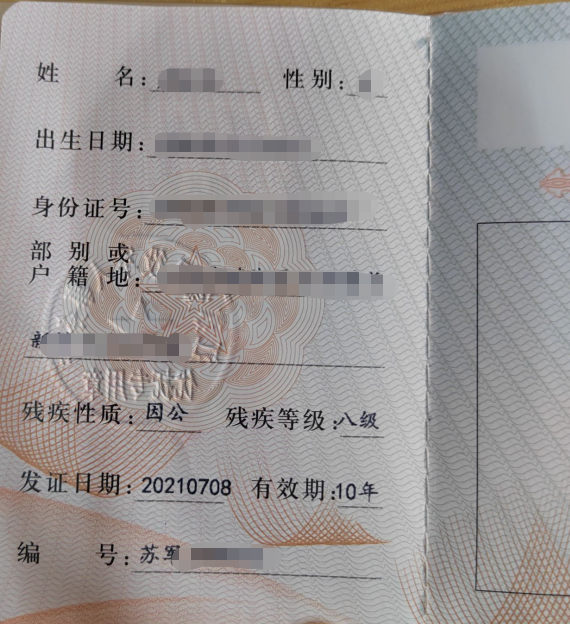 姓 名: 性别:
出生日期:
身份证号:
部别或
户籍地:
残疾性质:因公 残疾等级:八级
发证日期:20210708 有效期:10年
编 号:苏军